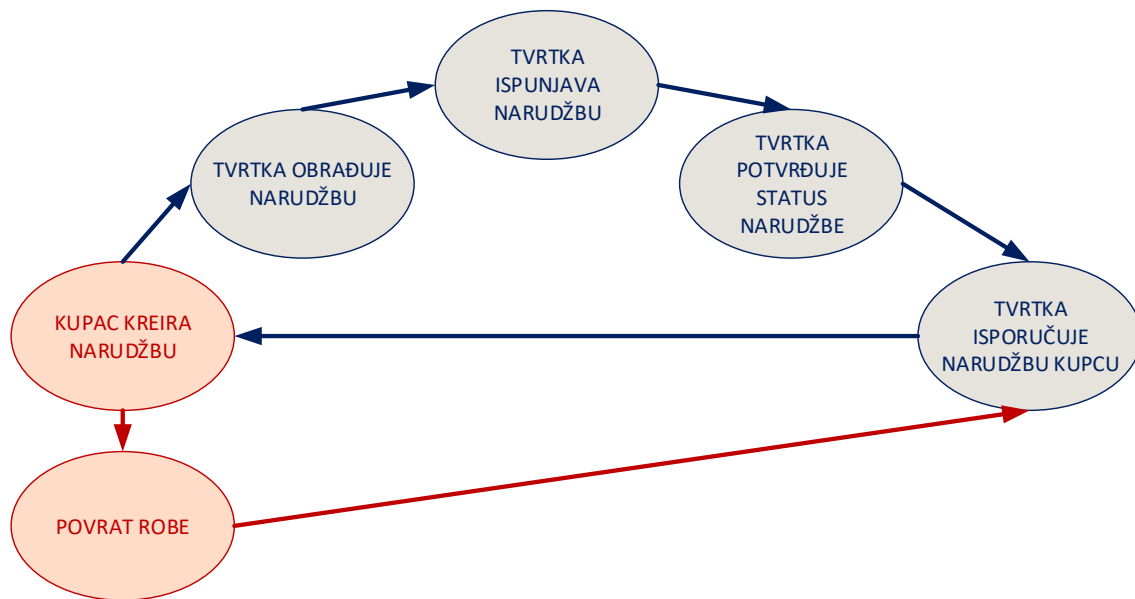 TVRTKA
ISPUNJAVA
NARUDŽBU
TVRTKA OBRAĐUJE
NARUDŽBU
TVRTKA
POTVRĐUJE
STATUS
NARUDŽBE
KUPAC KREIRA
NARUDŽBU
TVRTKA
ISPORUČUJE
NARUDŽBU KUPCU
POVRAT ROBE